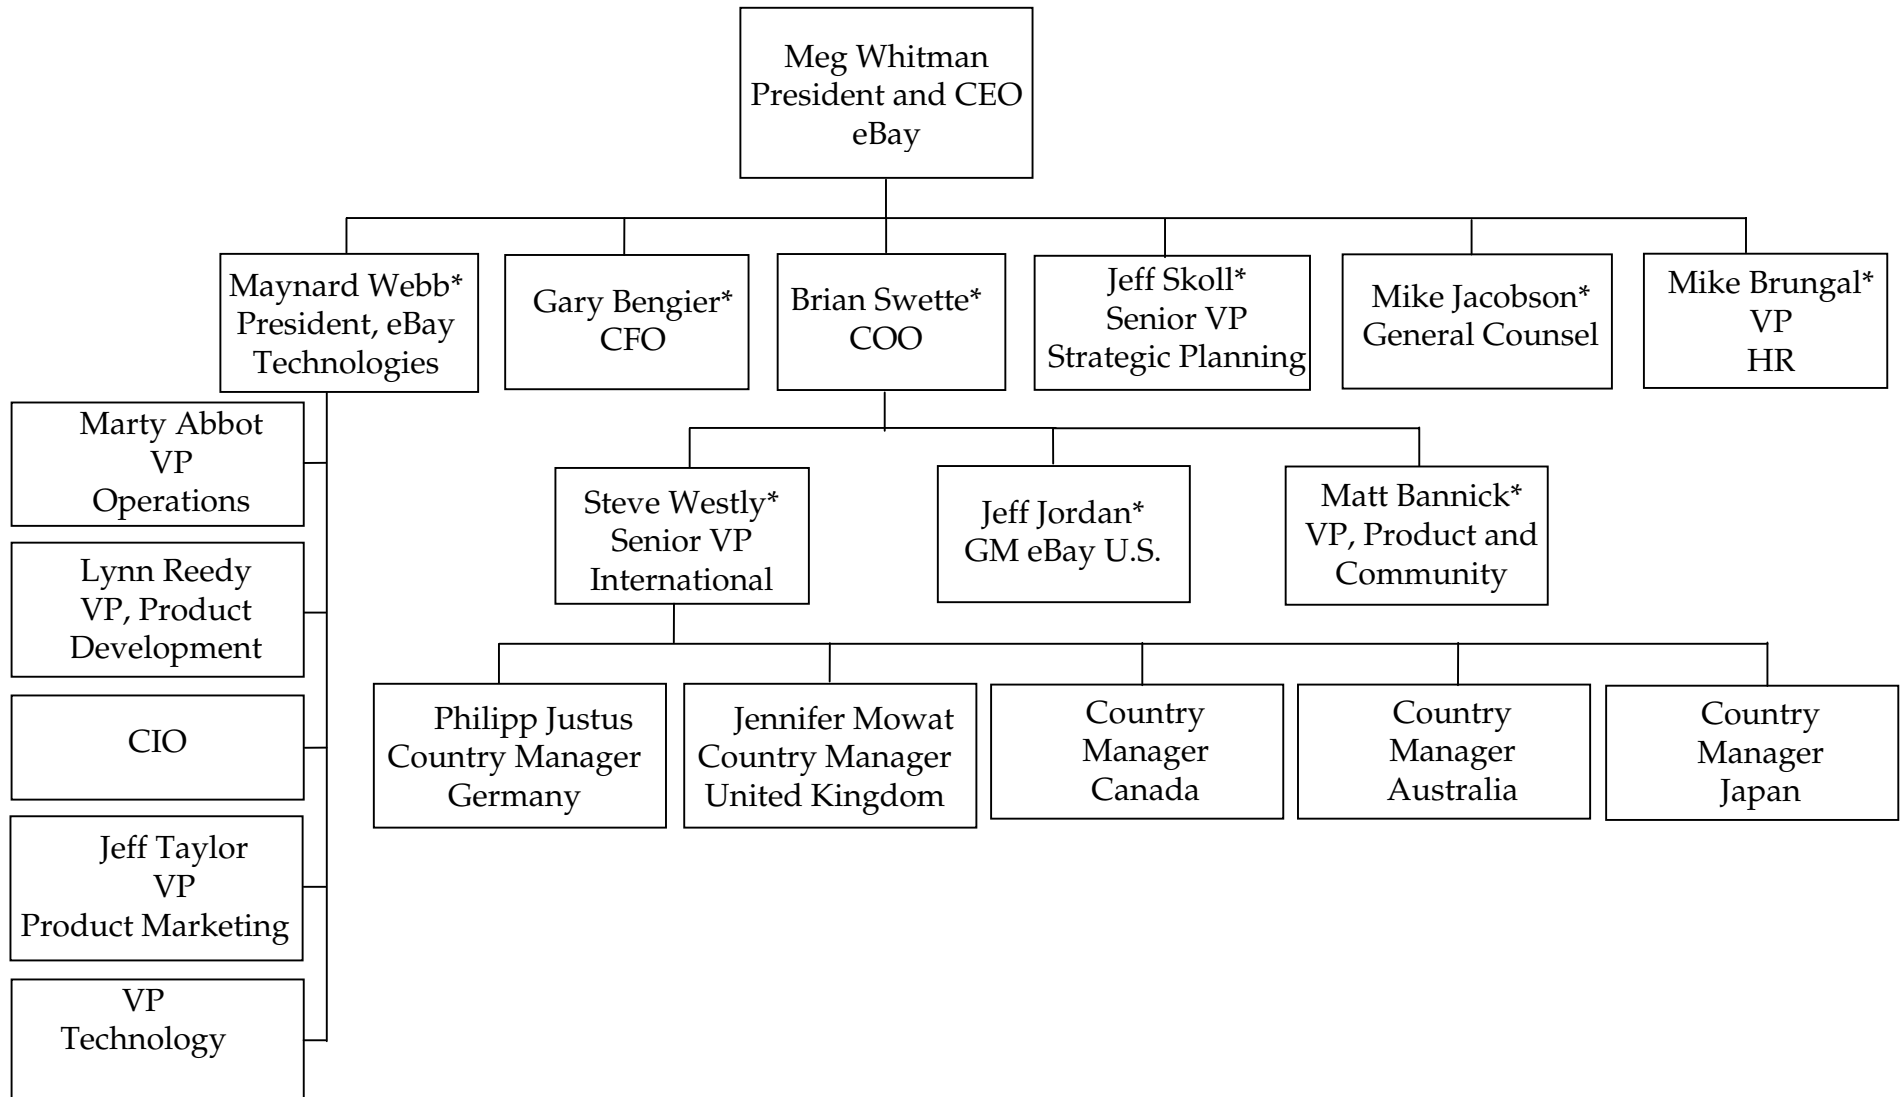 Meg Whitman
President and CEO
eBay
Maynard Webb*
President, eBay
Technologies
Gary Bengier*
CFO
Brian Swette*
COO
Jeff Skoll*
Senior VP
Strategic Planning
Mike Jacobson*
General Counsel
Mike Brungal*
VP
HR
Marty Abbot
VP
Operations
Lynn Reedy
VP, Product
Development
CIO
Jeff Taylor
VP
Product Marketing
VP
Technology
Steve Westly*
Senior VP
International
Jeff Jordan*
GM eBay U.S.
Matt Bannick*
VP, Product and
Community
Philipp Justus
Country Manager
Germany
Jennifer Mowat
Country Manager
United Kingdom
Country
Manager
Canada
Country
Manager
Australia
Country
Manager
Japan